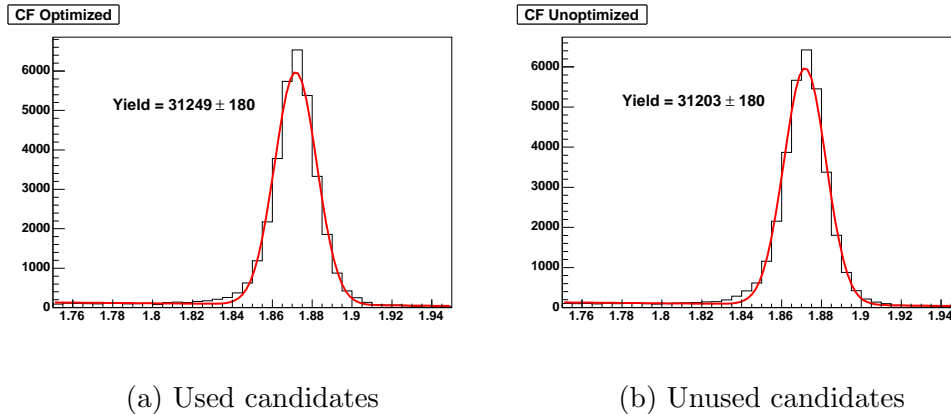 CF Optimized
6000
5000
4000
3000
2000
1000
0
Yield = 31249 ± 180
1.76 1.78 1.8 1.82 1.84 1.86 1.88 1.9 1.92 1.94
(a) Used candidates
CF Unoptimized
6000
5000
4000
3000
2000
1000
0
Yield = 31203 ± 180
1.76 1.78 1.8 1.82 1.84 1.86 1.88 1.9 1.92 1.94
(b) Unused candidates